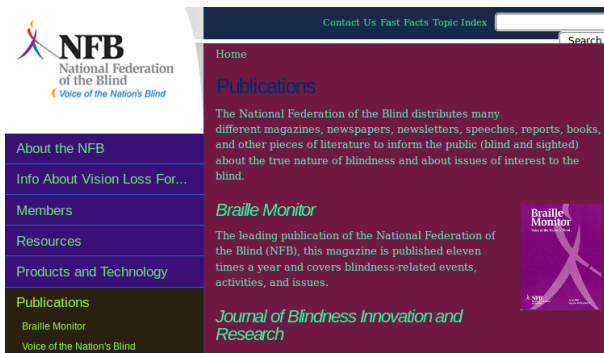 Contact Us Fast Facts Topic Index
Search
NFB
National Federation
of the Blind
Voice of the Nation's Blind
About the NFB
Info About Vision Loss For...
Members
Resources
Products and Technology
Publications
Braille Monitor
Voice of the Nation's Blind
Home
Publications
The National Federation of the Blind distributes many
different magazines, newspapers, newsletters, speeches, reports, books,
and other pieces of literature to inform the public (blind and sighted)
about the true nature of blindness and about issues of interest to the
blind.
Braille Monitor
The leading publication of the National Federation of
the Blind (NFB), this magazine is published eleven
times a year and covers blindness-related events,
activities, and issues.
Braille
Monitor
Voice of the Nation's Blind
NFB
Journal of Blindness Innovation and
Research